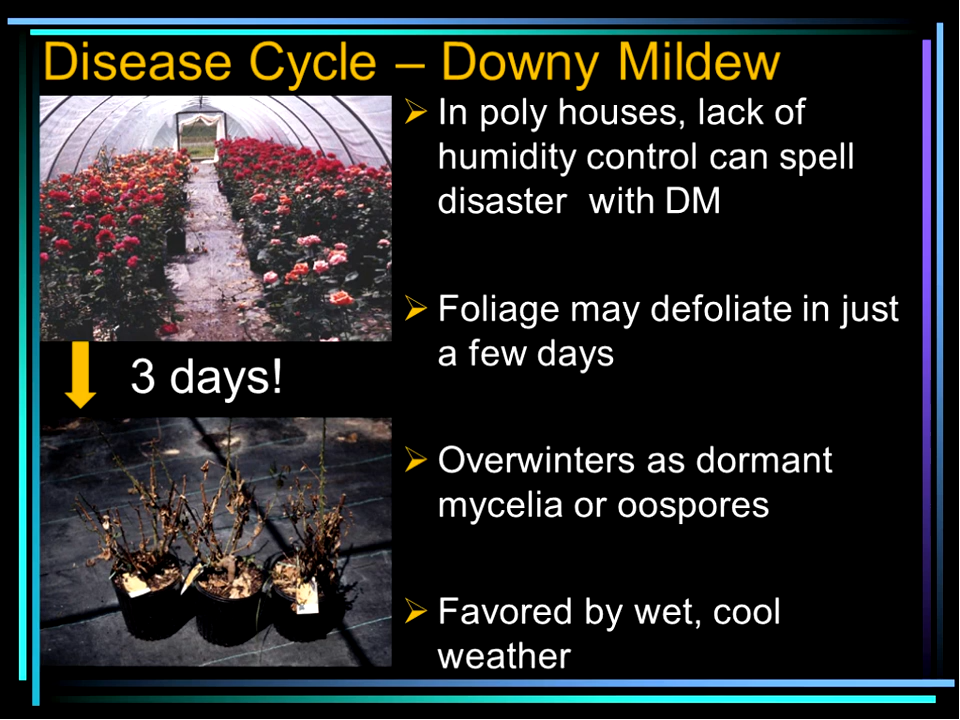 Disease Cycle – Downy Mildew
➢ In poly houses, lack of
humidity control can spell
disaster  with DM
➢ Foliage may defoliate in just
a few days
3 days!
➢ Overwinters as dormant
mycelia or oospores
➢ Favored by wet, cool
weather